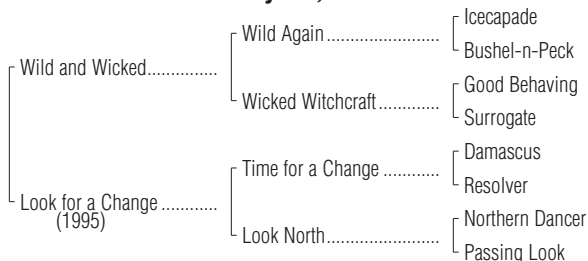 Icecapade
Wild Again
Bushel-n-Peck
Wild and Wicked
Good Behaving
Wicked Witchcraft
Surrogate
Damascus
Time for a Change
Resolver
Look for a Change
(1995)
Northern Dancer
Look North
Passing Look